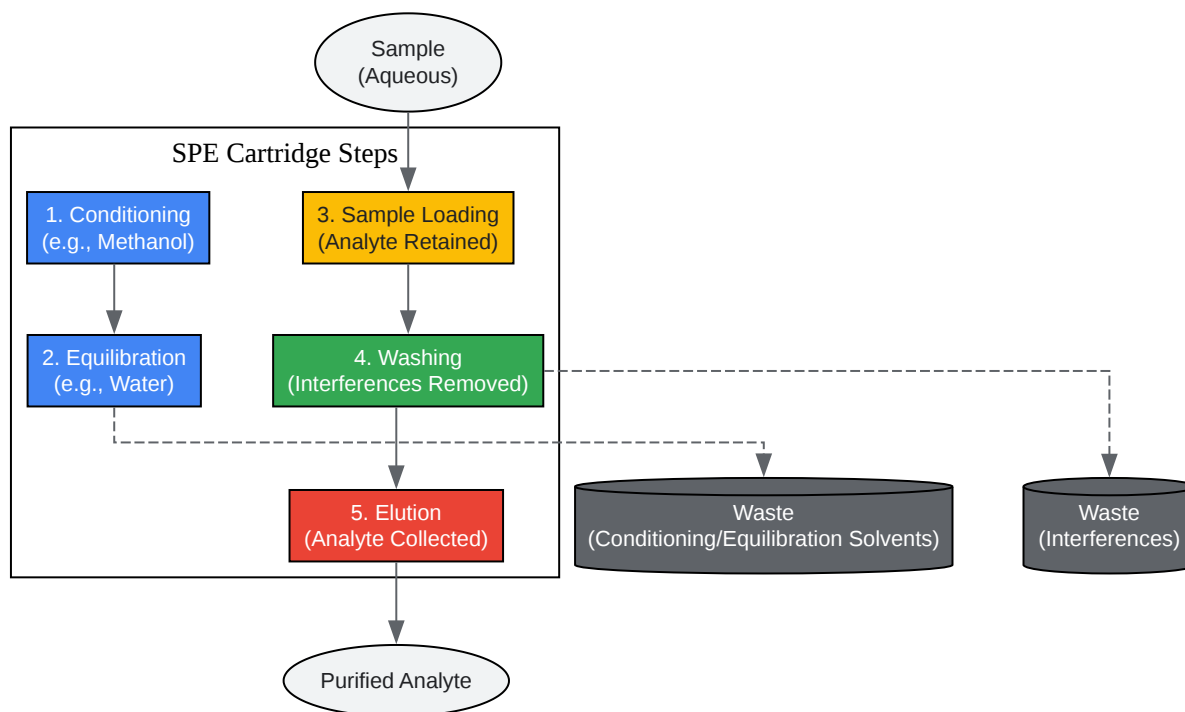 Sample
(Aqueous)
SPE Cartridge Steps
1. Conditioning
(e.g., Methanol)
3. Sample Loading
(Analyte Retained)
2. Equilibration
(e.g., Water)
4. Washing
(Interferences Removed)
5. Elution
(Analyte Collected)
Waste
(Conditioning/Equilibration Solvents)
Waste
(Interferences)
Purified Analyte